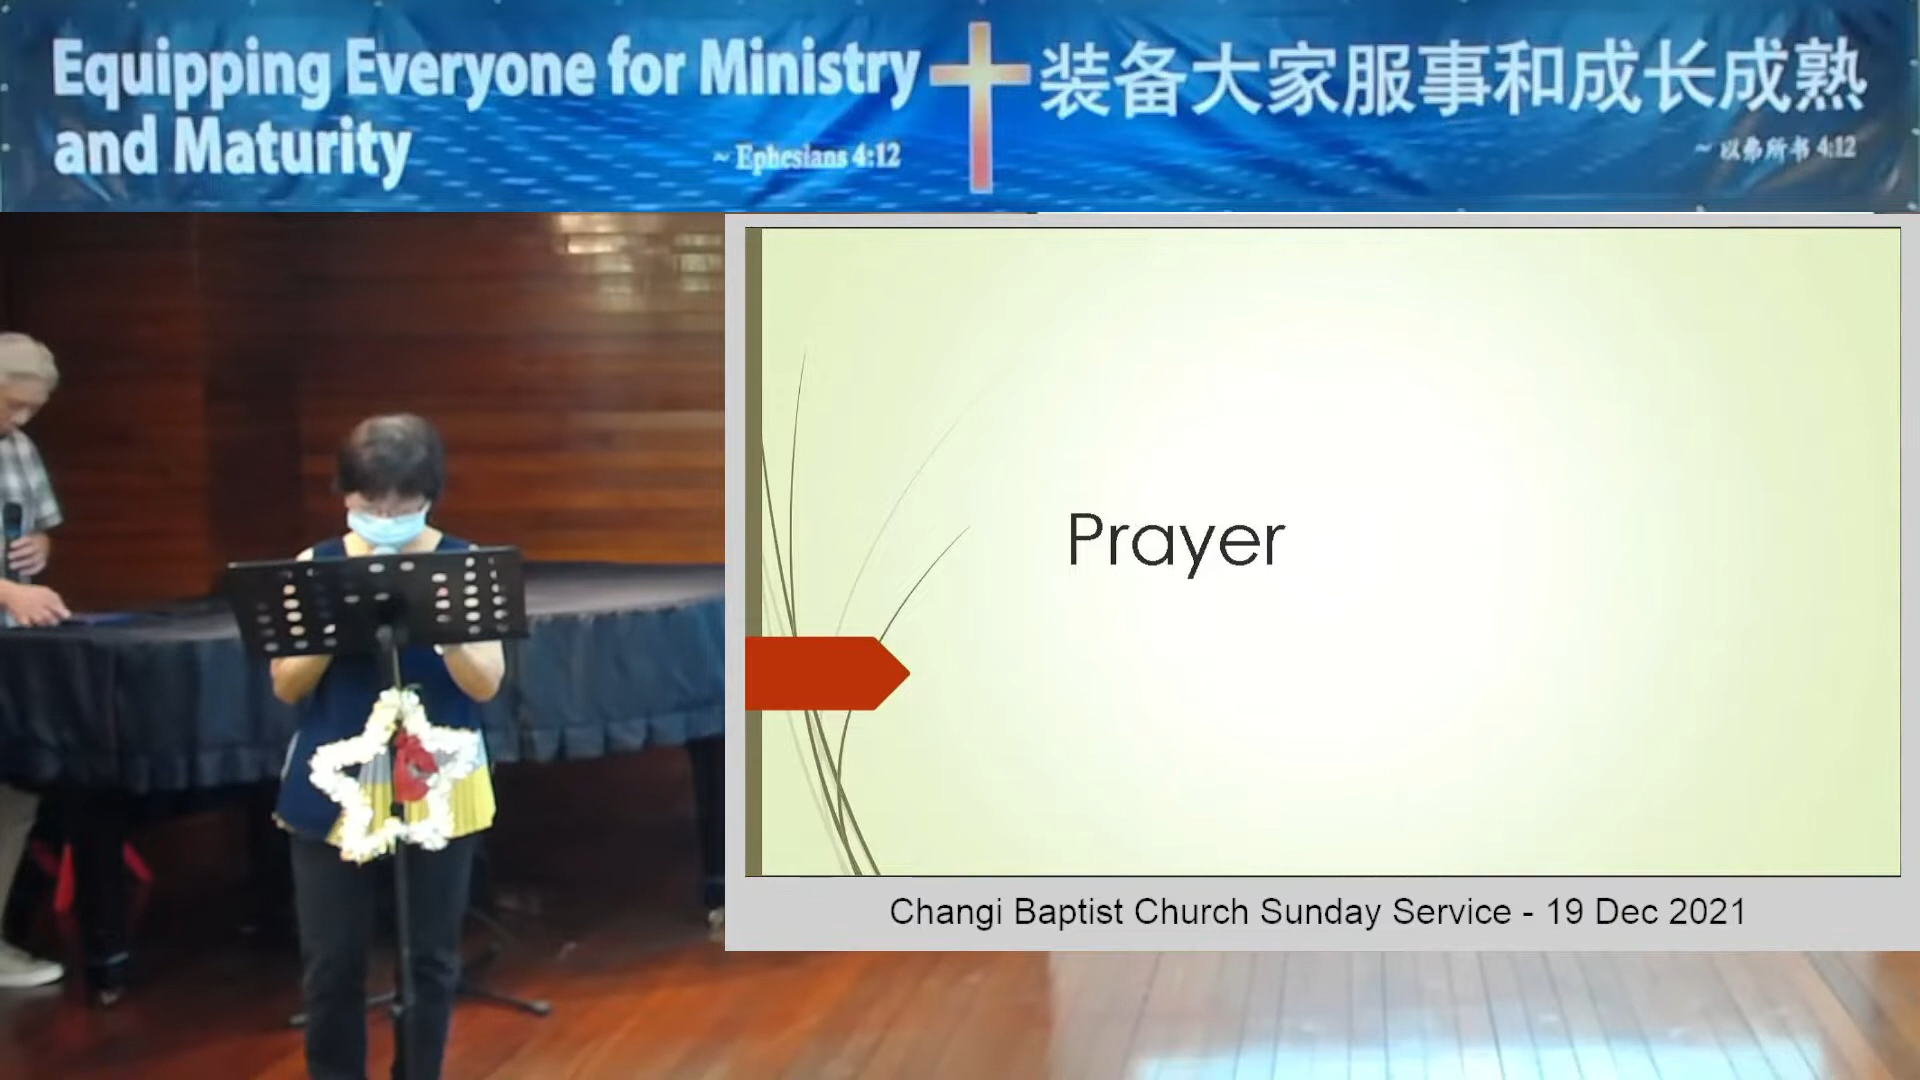 Equipping Everyone for Ministry
and Maturity
~ Ephesians 4:12
装备大家服事和成长成熟
~ 以弗所书 4:12
Prayer
Changi Baptist Church Sunday Service - 19 Dec 2021